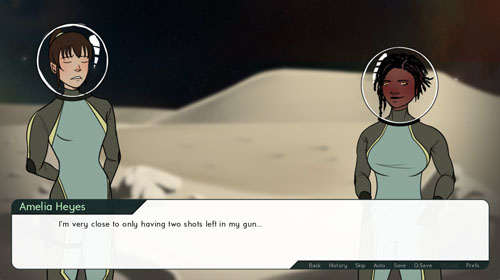 Amelia Heyes
I'm very close to only having two shots left in my gun...
Back History Skip Auto Save Q.Save Prefs